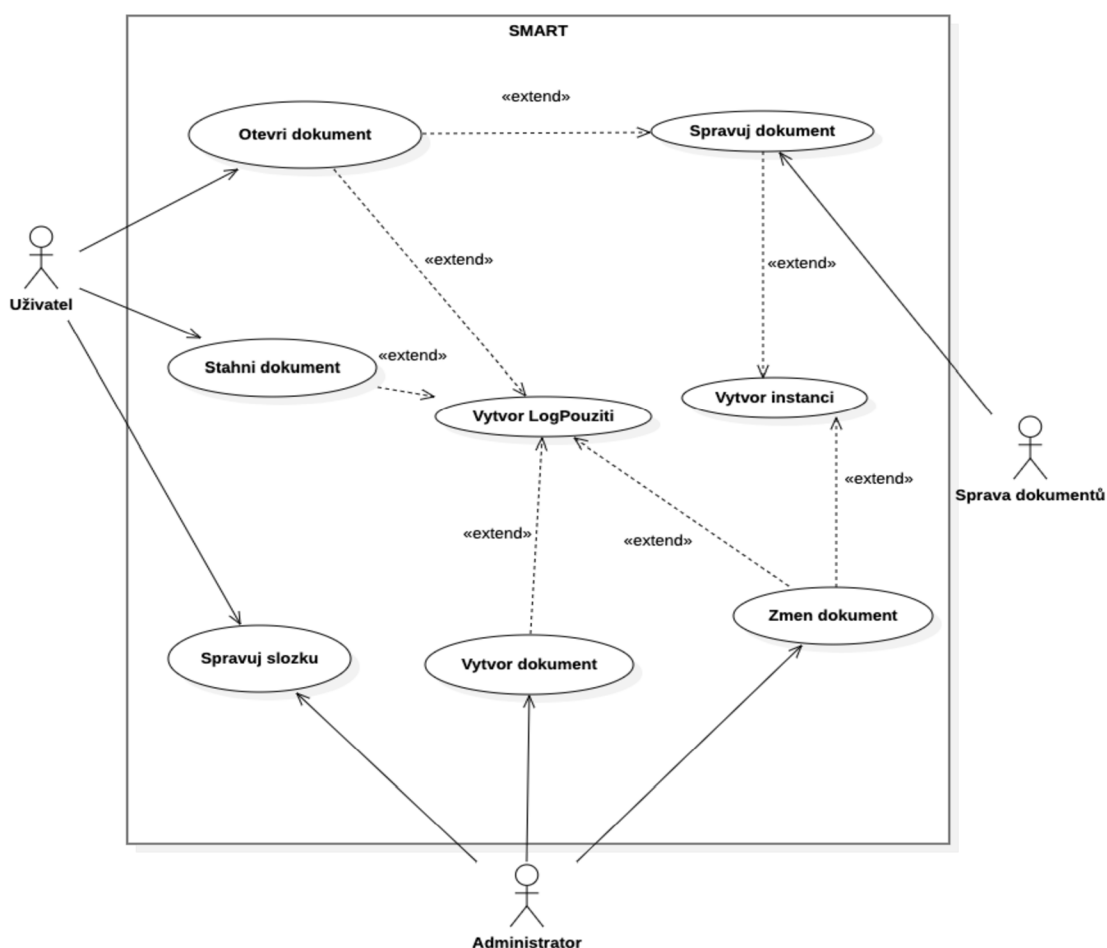 SMART
«extend»
Otevri dokument
Spravuj dokument
«extend»
«extend»
Uživatel
«extend»
Stahni dokument
Vytvor instanci
Vytvor LogPouziti
«extend»
Sprava dokumentů
«extend»
«extend»
Zmen dokument
Spravuj slozku
Vytvor dokument
Administrator